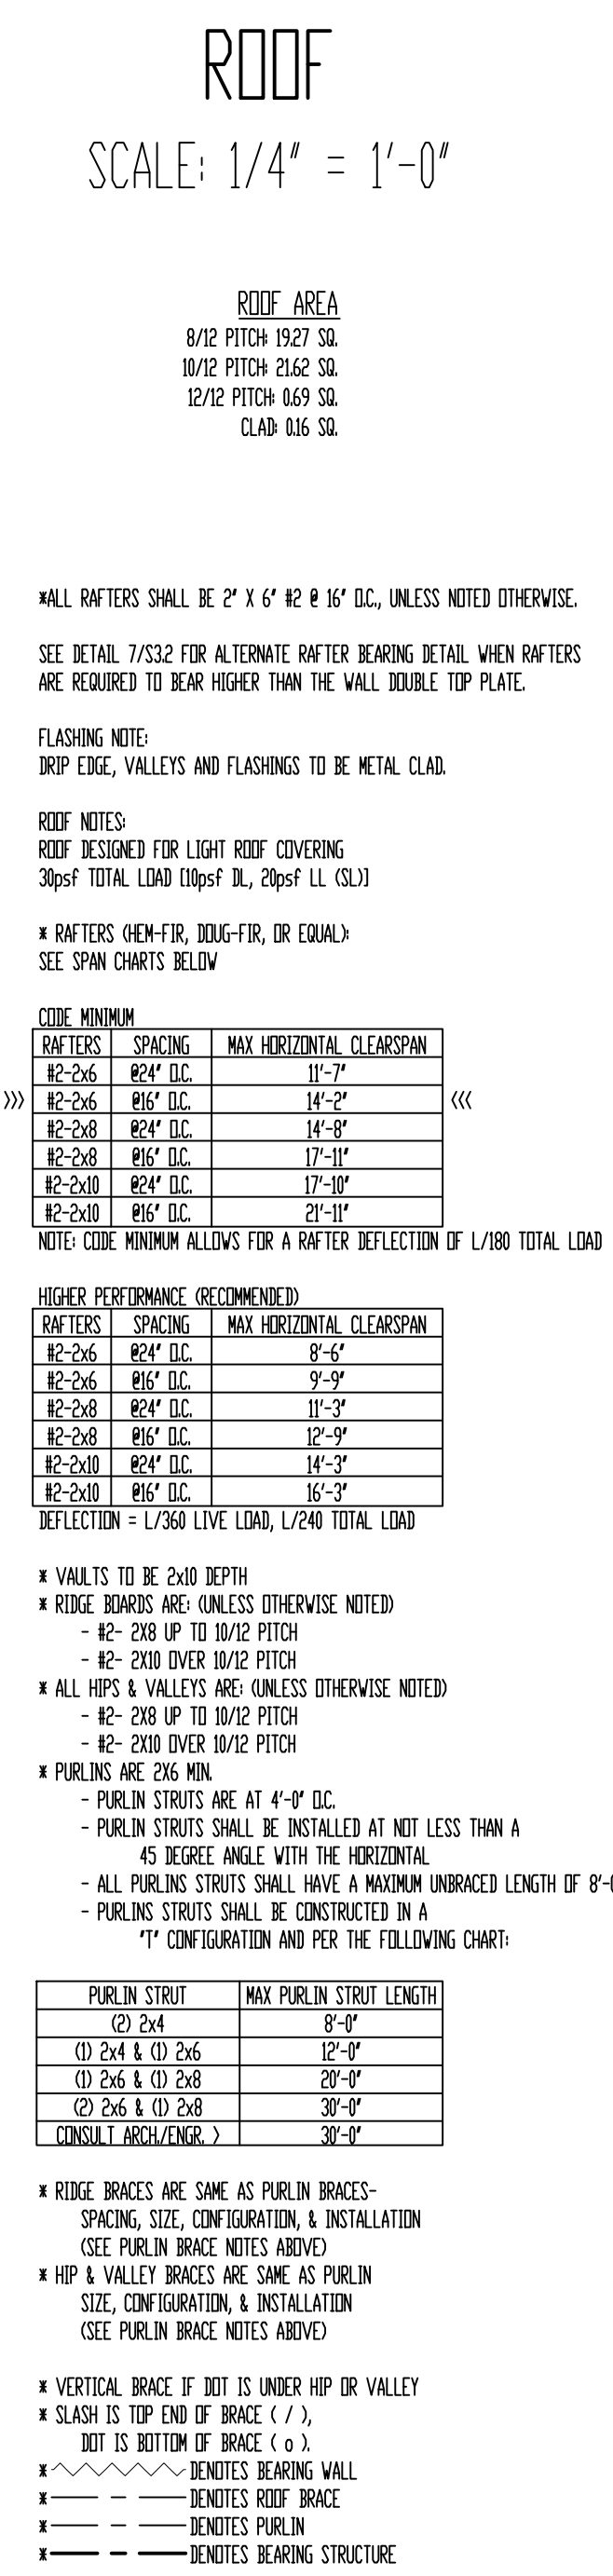 ROOF
SCALE: 1/4" = 1'-0"
ROOF AREA
8/12 PITCH: 19.27 SQ.
10/12 PITCH: 21.62 SQ.
12/12 PITCH: 0.69 SQ.
CLAD: 0.16 SQ.
*ALL RAFTERS SHALL BE 2" X 6" #2 @ 16" O.C., UNLESS NOTED OTHERWISE.
SEE DETAIL 7/S3.2 FOR ALTERNATE RAFTER BEARING DETAIL WHEN RAFTERS
ARE REQUIRED TO BEAR HIGHER THAN THE WALL DOUBLE TOP PLATE.
FLASHING NOTE:
DRIP EDGE, VALLEYS AND FLASHINGS TO BE METAL CLAD.
ROOF NOTES:
ROOF DESIGNED FOR LIGHT ROOF COVERING
30psf TOTAL LOAD [10psf DL, 20psf LL (SL)]
* RAFTERS (HEM-FIR, DOUG-FIR, OR EQUAL):
SEE SPAN CHARTS BELOW
CODE MINIMUM
RAFTERS SPACING MAX HORIZONTAL CLEARSPAN
#2-2x6 @24" O.C. 11'-7"
>>> #2-2x6 @16" O.C. 14'-2" <<<
#2-2x8 @24" O.C. 14'-8"
#2-2x8 @16" O.C. 17'-11"
#2-2x10 @24" O.C. 17'-10"
#2-2x10 @16" O.C. 21'-11"
NOTE: CODE MINIMUM ALLOWS FOR A RAFTER DEFLECTION OF L/180 TOTAL LOAD
HIGHER PERFORMANCE (RECOMMENDED)
RAFTERS SPACING MAX HORIZONTAL CLEARSPAN
#2-2x6 @24" O.C. 8'-6"
#2-2x6 @16" O.C. 9'-9"
#2-2x8 @24" O.C. 11'-3"
#2-2x8 @16" O.C. 12'-9"
#2-2x10 @24" O.C. 14'-3"
#2-2x10 @16" O.C. 16'-3"
DEFLECTION = L/360 LIVE LOAD, L/240 TOTAL LOAD
* VAULTS TO BE 2x10 DEPTH
* RIDGE BOARDS ARE: (UNLESS OTHERWISE NOTED)
- #2- 2X8 UP TO 10/12 PITCH
- #2- 2X10 OVER 10/12 PITCH
* ALL HIPS & VALLEYS ARE: (UNLESS OTHERWISE NOTED)
- #2- 2X8 UP TO 10/12 PITCH
- #2- 2X10 OVER 10/12 PITCH
* PURLINS ARE 2X6 MIN.
- PURLIN STRUTS ARE AT 4'-0" O.C.
- PURLIN STRUTS SHALL BE INSTALLED AT NOT LESS THAN A
45 DEGREE ANGLE WITH THE HORIZONTAL
- ALL PURLINS STRUTS SHALL HAVE A MAXIMUM UNBRACED LENGTH OF 8'-0
- PURLINS STRUTS SHALL BE CONSTRUCTED IN A
"T" CONFIGURATION AND PER THE FOLLOWING CHART:
PURLIN STRUT MAX PURLIN STRUT LENGTH
(2) 2x4 8'-0"
(1) 2x4 & (1) 2x6 12'-0"
(1) 2x6 & (1) 2x8 20'-0"
(2) 2x6 & (1) 2x8 30'-0"
CONSULT ARCH./ENGR. > 30'-0"
* RIDGE BRACES ARE SAME AS PURLIN BRACES-
SPACING, SIZE, CONFIGURATION, & INSTALLATION
(SEE PURLIN BRACE NOTES ABOVE)
* HIP & VALLEY BRACES ARE SAME AS PURLIN
SIZE, CONFIGURATION, & INSTALLATION
(SEE PURLIN BRACE NOTES ABOVE)
* VERTICAL BRACE IF DOT IS UNDER HIP OR VALLEY
* SLASH IS TOP END OF BRACE ( / ),
DOT IS BOTTOM OF BRACE ( o ).
* DENOTES BEARING WALL
* DENOTES ROOF BRACE
* DENOTES PURLIN
* DENOTES BEARING STRUCTURE